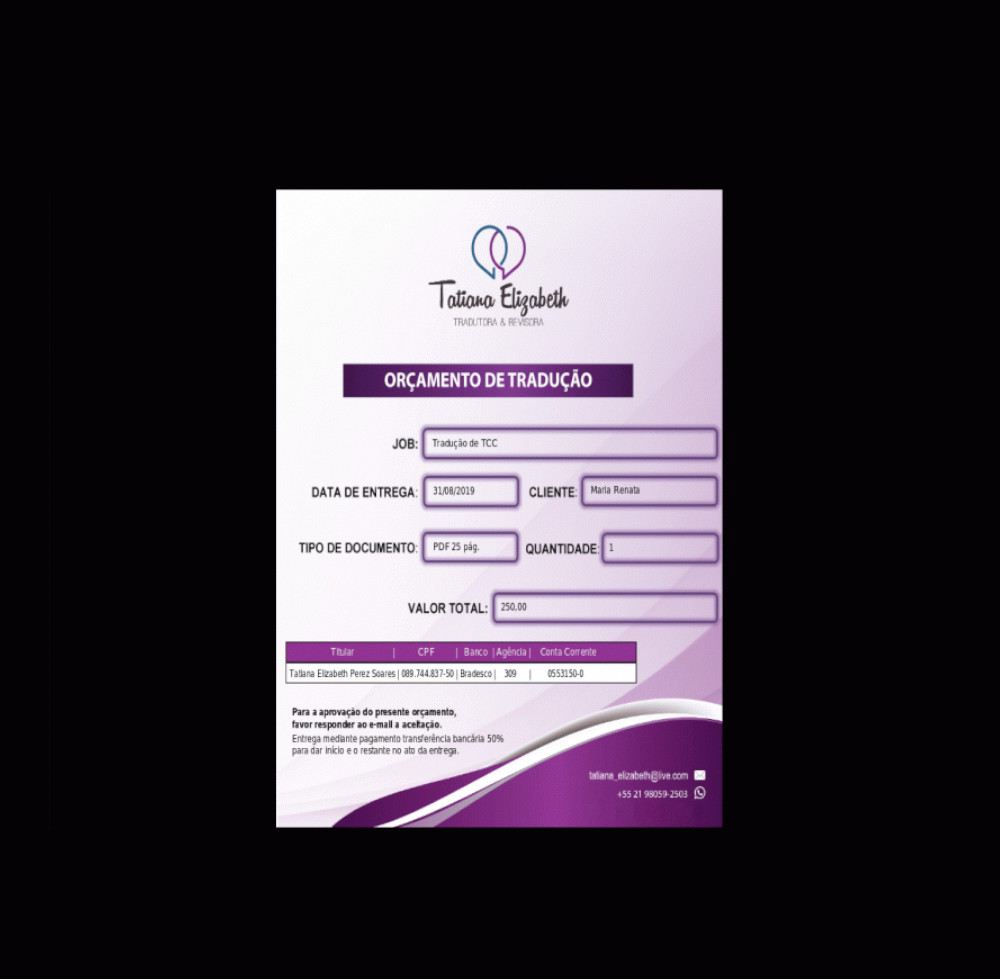 Tatiana Elizabeth
TRADUTORA & REVISORA
ORÇAMENTO DE TRADUÇÃO
JOB: Tradução de TCC
DATA DE ENTREGA: 31/08/2019 CLIENTE: Maria Renata
TIPO DE DOCUMENTO: PDF 25 pág. QUANTIDADE: 1
VALOR TOTAL: 250,00
Titular | CPF | Banco | Agência | Conta Corrente
Tatiana Elizabeth Perez Soares | 089.744.837-50 | Bradesco | 309 | 0553150-0
Para a aprovação do presente orçamento,
favor responder ao e-mail a aceitação.
Entrega mediante pagamento transferência bancária 50%
para dar início e o restante no ato da entrega.
tatiana_elizabeth@live.com
+55 21 98059-2503